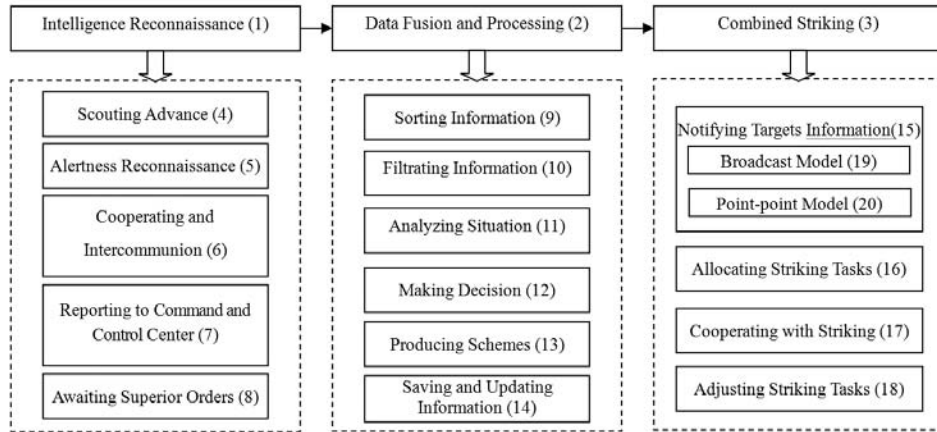 Intelligence Reconnaissance (1)
Data Fusion and Processing (2)
Combined Striking (3)
Scouting Advance (4)
Alertness Reconnaissance (5)
Cooperating and
Intercommunion (6)
Reporting to Command and
Control Center (7)
Awaiting Superior Orders (8)
Sorting Information (9)
Filtrating Information (10)
Analyzing Situation (11)
Making Decision (12)
Producing Schemes (13)
Saving and Updating
Information (14)
Notifying Targets Information(15)
Broadcast Model (19)
Point-point Model (20)
Allocating Striking Tasks (16)
Cooperating with Striking (17)
Adjusting Striking Tasks (18)